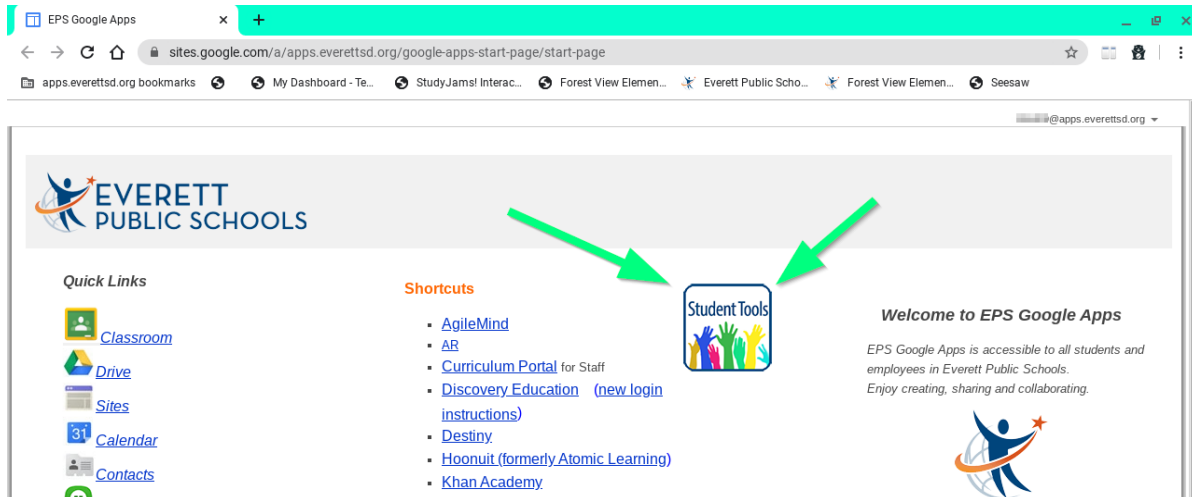 EPS Google Apps
sites.google.com/a/apps.everettsd.org/google-apps-start-page/start-page
apps.everettsd.org bookmarks My Dashboard - Te... StudyJams! Interac... Forest View Elemen... Everett Public Scho... Forest View Elemen... Seesaw
@apps.everettsd.org
EVERETT
PUBLIC SCHOOLS
Quick Links
Classroom
Drive
Sites
31
Calendar
Contacts
Shortcuts
AgileMind
AR
Curriculum Portal for Staff
Discovery Education (new login
instructions)
Destiny
Hoonuit (formerly Atomic Learning)
Khan Academy
Student Tools
Welcome to EPS Google Apps
EPS Google Apps is accessible to all students and
employees in Everett Public Schools.
Enjoy creating, sharing and collaborating.